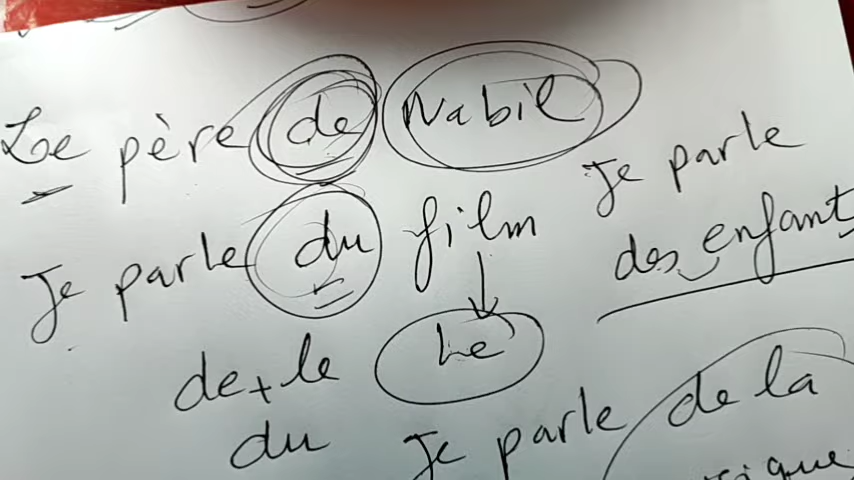 Le père de Nabil
Je parle du film
Je parle
des enfant
de + le
Le
du
Je parle de la